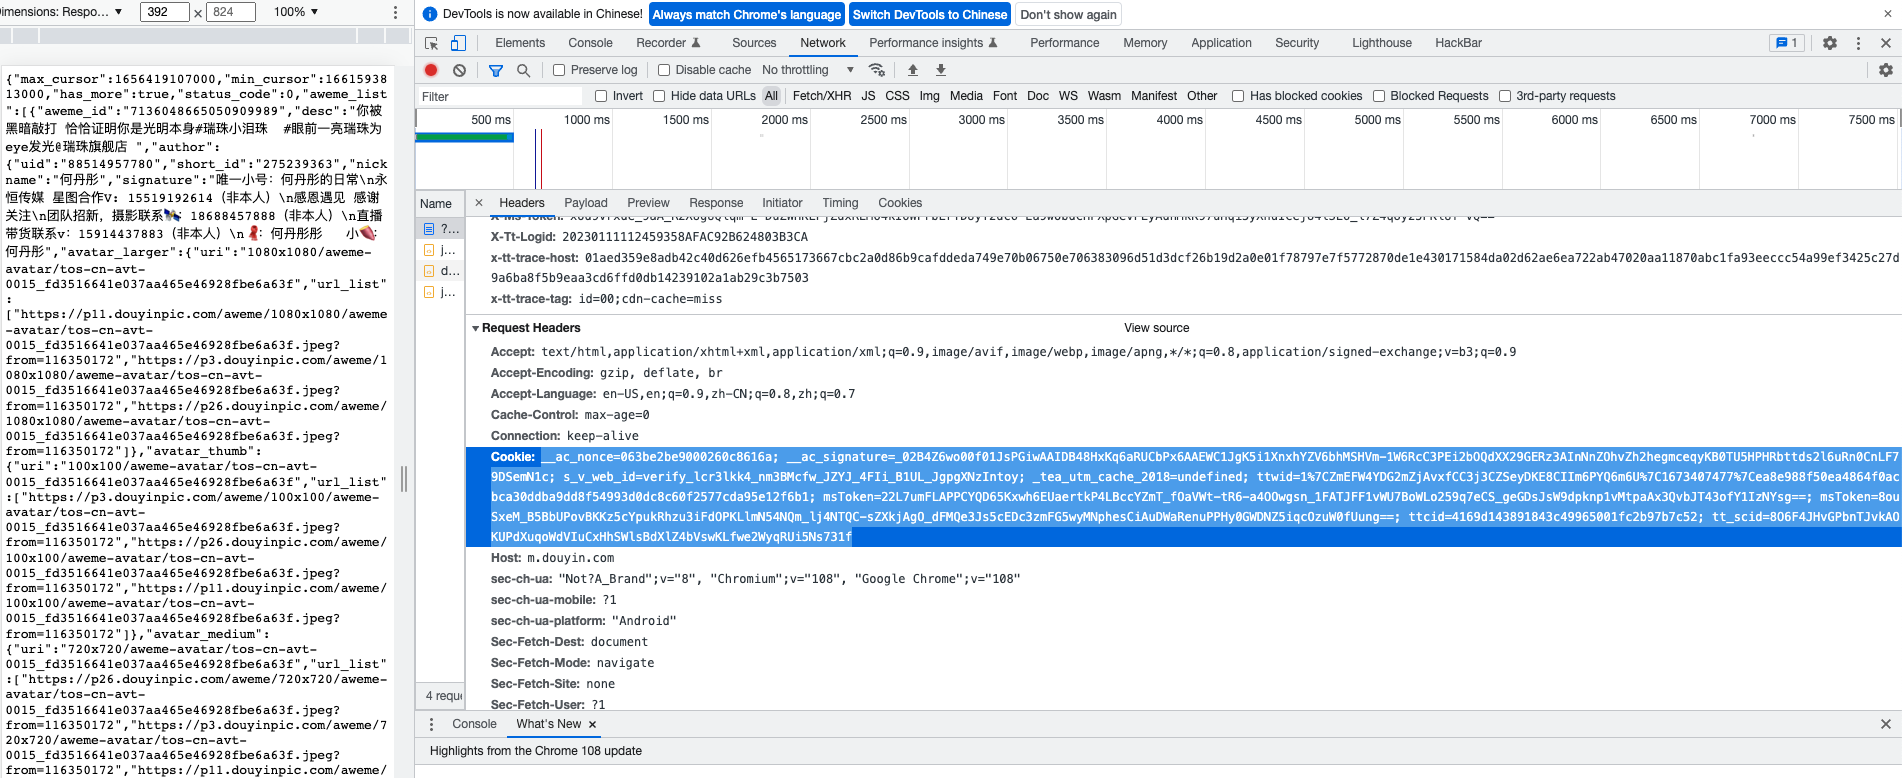 Dimensions: Respo... ▼ 392 × 824 100% ▼
DevTools is now available in Chinese! Always match Chrome's language Switch DevTools to Chinese Don't show again
Elements Console Recorder Sources Network Performance insights Performance Memory Application Security Lighthouse HackBar 1
Preserve log Disable cache No throttling
Filter Invert Hide data URLs All Fetch/XHR JS CSS Img Media Font Doc WS Wasm Manifest Other Has blocked cookies Blocked Requests 3rd-party requests
500 ms 1000 ms 1500 ms 2000 ms 2500 ms 3000 ms 3500 ms 4000 ms 4500 ms 5000 ms 5500 ms 6000 ms 6500 ms 7000 ms 7500 ms
{"max_cursor":1656419107000,"min_cursor":16615938
13000,"has_more":true,"status_code":0,"aweme_list
":[{"aweme_id":"7136048665050909989","desc":"你被
黑暗敲打 恰恰证明你是光明本身#瑞珠小泪珠 #眼前一亮瑞珠为
eye发光@瑞珠旗舰店 ","author":
{"uid":"88514957780","short_id":"275239363","nick
name":"何丹彤","signature":"唯一小号：何丹彤的日常\n永
恒传媒 星图合作V：15519192614（非本人）\n感恩遇见 感谢
关注\n团队招新，摄影联系：18688457888（非本人）\n直播
带货联系v：15914437883（非本人）\n：何丹彤彤 小：
何丹彤","avatar_larger":{"uri":"1080x1080/aweme-
avatar/tos-cn-avt-
0015_fd3516641e037aa465e46928fbe6a63f","url_list"
:
["https://p11.douyinpic.com/aweme/1080x1080/aweme
-avatar/tos-cn-avt-
0015_fd3516641e037aa465e46928fbe6a63f.jpeg?
from=116350172","https://p3.douyinpic.com/aweme/1
080x1080/aweme-avatar/tos-cn-avt-
0015_fd3516641e037aa465e46928fbe6a63f.jpeg?
from=116350172","https://p26.douyinpic.com/aweme/
1080x1080/aweme-avatar/tos-cn-avt-
0015_fd3516641e037aa465e46928fbe6a63f.jpeg?
from=116350172"]},"avatar_thumb":
{"uri":"100x100/aweme-avatar/tos-cn-avt-
0015_fd3516641e037aa465e46928fbe6a63f","url_list"
:["https://p3.douyinpic.com/aweme/100x100/aweme-
avatar/tos-cn-avt-
0015_fd3516641e037aa465e46928fbe6a63f.jpeg?
from=116350172","https://p26.douyinpic.com/aweme/
100x100/aweme-avatar/tos-cn-avt-
0015_fd3516641e037aa465e46928fbe6a63f.jpeg?
from=116350172","https://p11.douyinpic.com/aweme/
100x100/aweme-avatar/tos-cn-avt-
0015_fd3516641e037aa465e46928fbe6a63f.jpeg?
from=116350172"]},"avatar_medium":
{"uri":"720x720/aweme-avatar/tos-cn-avt-
0015_fd3516641e037aa465e46928fbe6a63f","url_list"
:["https://p26.douyinpic.com/aweme/720x720/aweme-
avatar/tos-cn-avt-
0015_fd3516641e037aa465e46928fbe6a63f.jpeg?
from=116350172","https://p3.douyinpic.com/aweme/7
20x720/aweme-avatar/tos-cn-avt-
0015_fd3516641e037aa465e46928fbe6a63f.jpeg?
from=116350172","https://p11.douyinpic.com/aweme/
Name
?...
j...
d...
j...
4 reque
Headers Payload Preview Response Initiator Timing Cookies
X-Tt-Logid: 20230111112459358AFAC92B624803B3CA
x-tt-trace-host: 01aed359e8adb42c40d626efb4565173667cbc2a0d86b9cafddeda749e70b06750e706383096d51d3dcf26b19d2a0e01f78797e7f5772870de1e430171584da02d62ae6ea722ab47020aa11870abc1fa93eeccc54a99ef3425c27d
9a6ba8f5b9eaa3cd6ffd0db14239102a1ab29c3b7503
x-tt-trace-tag: id=00;cdn-cache=miss
Request Headers View source
Accept: text/html,application/xhtml+xml,application/xml;q=0.9,image/avif,image/webp,image/apng,*/*;q=0.8,application/signed-exchange;v=b3;q=0.9
Accept-Encoding: gzip, deflate, br
Accept-Language: en-US,en;q=0.9,zh-CN;q=0.8,zh;q=0.7
Cache-Control: max-age=0
Connection: keep-alive
Cookie: __ac_nonce=063be2be9000260c8616a; __ac_signature=_02B4Z6wo00f01JsPGiwAAIDB48HxKq6aRUCbPx6AAEWC1JgK5i1XnxhYZV6bhMSHVm-1W6RcC3PEi2bOQdXX29GERz3AInNnZOhvZh2hegmceqyKB0TU5HPHRbttds2l6uRn0CnLF7
9DSemN1c; s_v_web_id=verify_lcr3lkk4_nm3BMcfw_JZYJ_4FIi_B1UL_JgpgXNzIntoy; _tea_utm_cache_2018=undefined; ttwid=1%7CZmEFW4YDG2mZjAvxfCC3j3CZSeyDKE8CIIm6PYQ6m6U%7C1673407477%7Cea8e988f50ea4864f0ac
bca30ddba9dd8f54993d0dc8c60f2577cda95e12f6b1; msToken=22L7umFLAPPCYQD65Kxwh6EUaertkP4LBccYZmT_fOaVWt-tR6-a4OOwgsn_1FATJFF1vWU7BoWLo259q7eCS_geGDsJsW9dpknp1vMtpaAx3QvbJT43ofY1IzNYsg==; msToken=8ou
SxeM_B5BbUPovBKKz5cYpukRhzu3iFdOPKLlmN54NQm_lj4NTQC-sZXkjAgO_dFMQe3Js5cEDc3zmFG5wyMNphesCiAuDWaRenuPPHy0GWDNZ5iqcOzuW0fUung==; ttcid=4169d143891843c49965001fc2b97b7c52; tt_scid=8O6F4JHvGPbnTJvkAO
KUPdXuqoWdVIuCxHhSWlsBdXlZ4bVswKLfwe2WyqRUi5Ns731f
Host: m.douyin.com
sec-ch-ua: "Not?A_Brand";v="8", "Chromium";v="108", "Google Chrome";v="108"
sec-ch-ua-mobile: ?1
sec-ch-ua-platform: "Android"
Sec-Fetch-Dest: document
Sec-Fetch-Mode: navigate
Sec-Fetch-Site: none
Sec-Fetch-User: ?1
Console What's New
Highlights from the Chrome 108 update